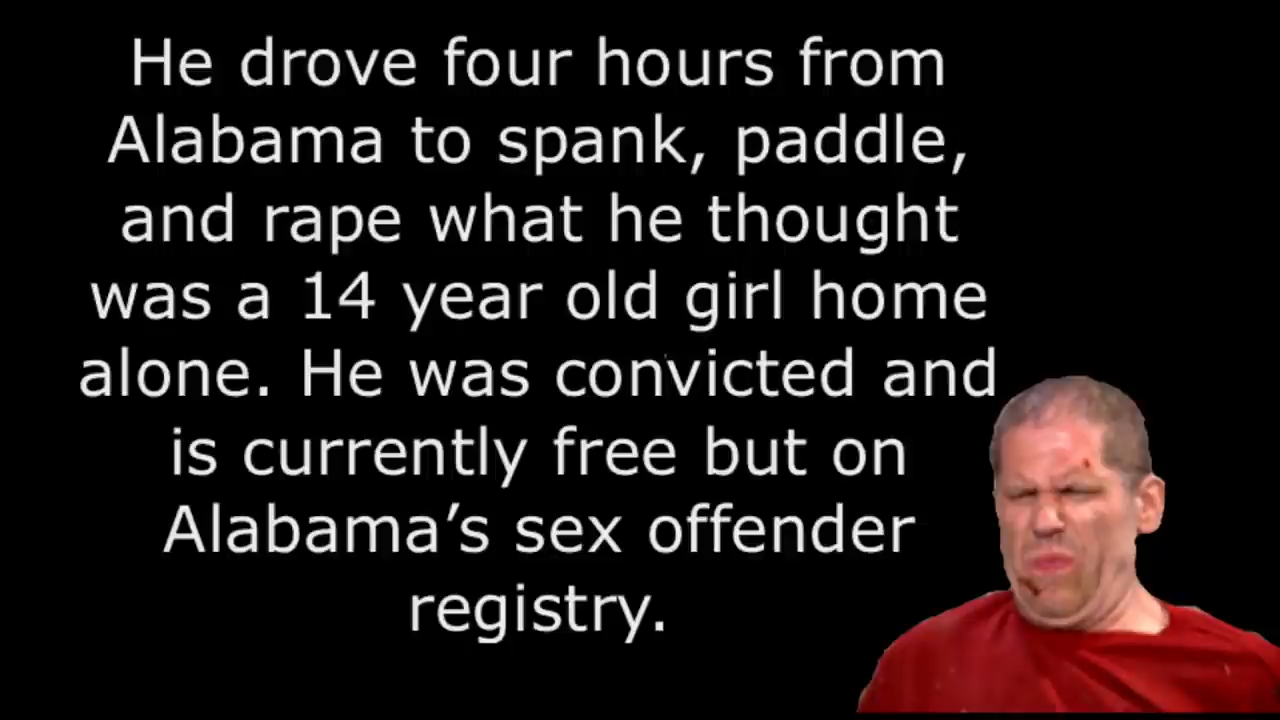 He drove four hours from
Alabama to spank, paddle,
and rape what he thought
was a 14 year old girl home
alone. He was convicted and
is currently free but on
Alabama’s sex offender
registry.